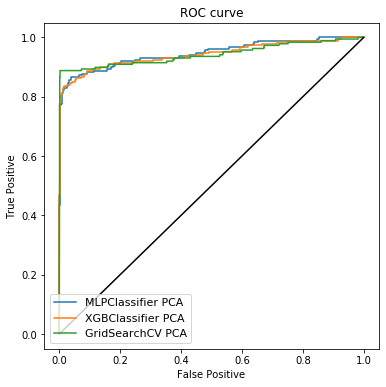 ROC curve
True Positive
1.0
0.8
0.6
0.4
0.2
0.0
MLPClassifier PCA
XGBClassifier PCA
GridSearchCV PCA
0.0 0.2 0.4 0.6 0.8 1.0
False Positive